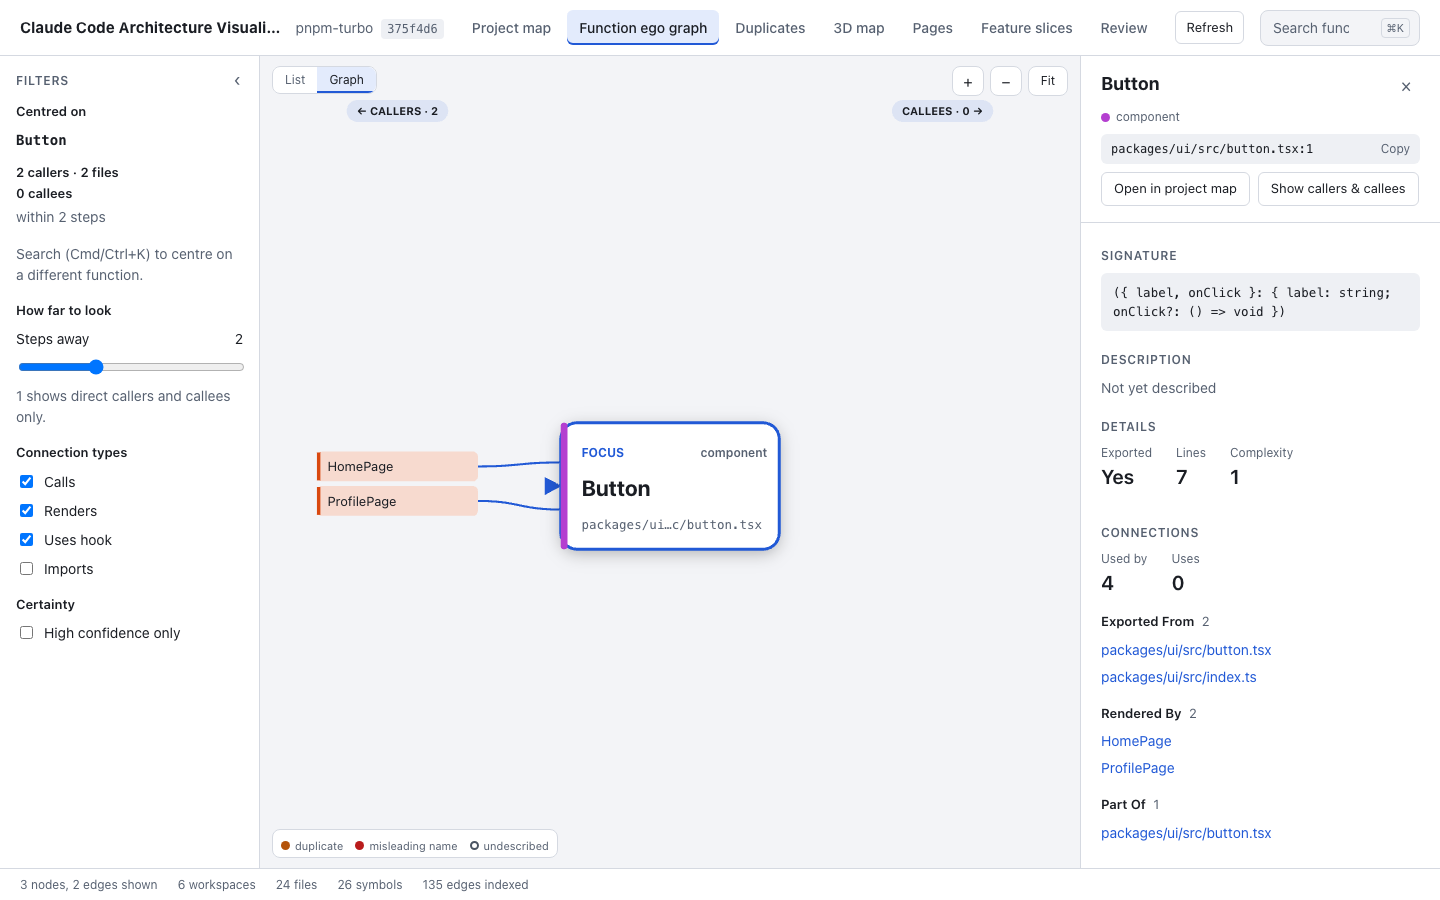 Claude Code Architecture Visuali...
pnpm-turbo 375f4d6
Project map
Function ego graph
Duplicates
3D map
Pages
Feature slices
Review
Refresh
Search func ⌘K
FILTERS
Centred on
Button
2 callers · 2 files
0 callees
within 2 steps
Search (Cmd/Ctrl+K) to centre on
a different function.
How far to look
Steps away 2
1 shows direct callers and callees
only.
Connection types
Calls
Renders
Uses hook
Imports
Certainty
High confidence only
List Graph
+ − Fit
← CALLERS · 2
CALLEES · 0 →
HomePage
ProfilePage
FOCUS component
Button
packages/ui…c/button.tsx
duplicate misleading name undescribed
Button ×
component
packages/ui/src/button.tsx:1 Copy
Open in project map Show callers & callees
SIGNATURE
({ label, onClick }: { label: string;
onClick?: () => void })
DESCRIPTION
Not yet described
DETAILS
Exported Lines Complexity
Yes 7 1
CONNECTIONS
Used by Uses
4 0
Exported From 2
packages/ui/src/button.tsx
packages/ui/src/index.ts
Rendered By 2
HomePage
ProfilePage
Part Of 1
packages/ui/src/button.tsx
3 nodes, 2 edges shown 6 workspaces 24 files 26 symbols 135 edges indexed